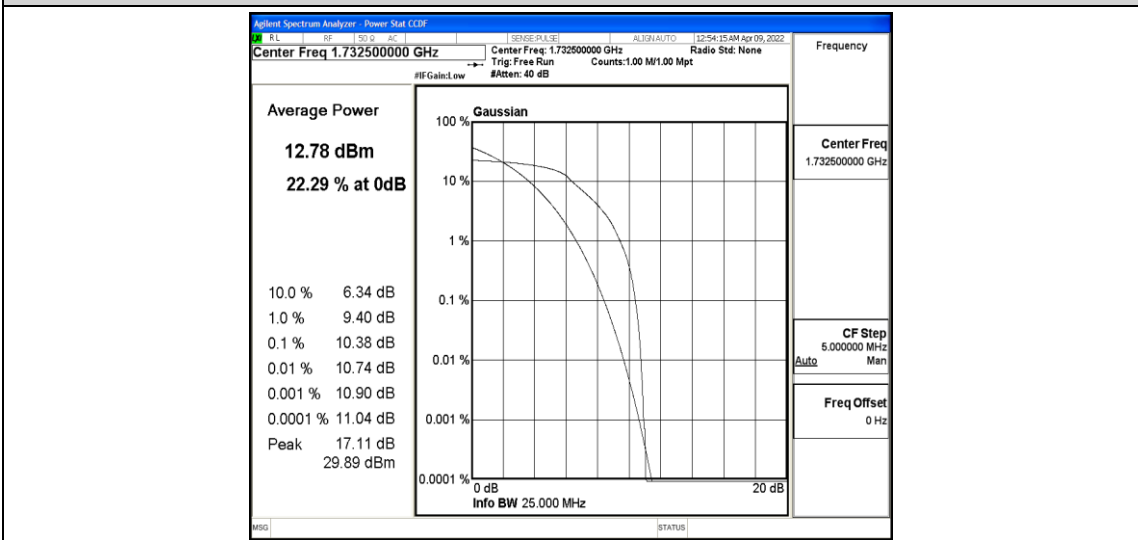 Agilent Spectrum Analyzer - Power Stat CCDF
LXI RL RF 50 Ω AC SENSE:PULSE ALIGNAUTO 12:54:15 AM Apr 09, 2022
Center Freq 1.732500000 GHz
Center Freq: 1.732500000 GHz Radio Std: None
Trig: Free Run Counts:1.00 M/1.00 Mpt
#IFGain:Low #Atten: 40 dB
Frequency
Average Power
12.78 dBm
22.29 % at 0dB
10.0 % 6.34 dB
1.0 % 9.40 dB
0.1 % 10.38 dB
0.01 % 10.74 dB
0.001 % 10.90 dB
0.0001 % 11.04 dB
Peak 17.11 dB
29.89 dBm
Gaussian
100 %
10 %
1 %
0.1 %
0.01 %
0.001 %
0.0001 %
0 dB 20 dB
Info BW 25.000 MHz
Center Freq
1.732500000 GHz
CF Step
5.000000 MHz
Auto Man
Freq Offset
0 Hz
MSG STATUS